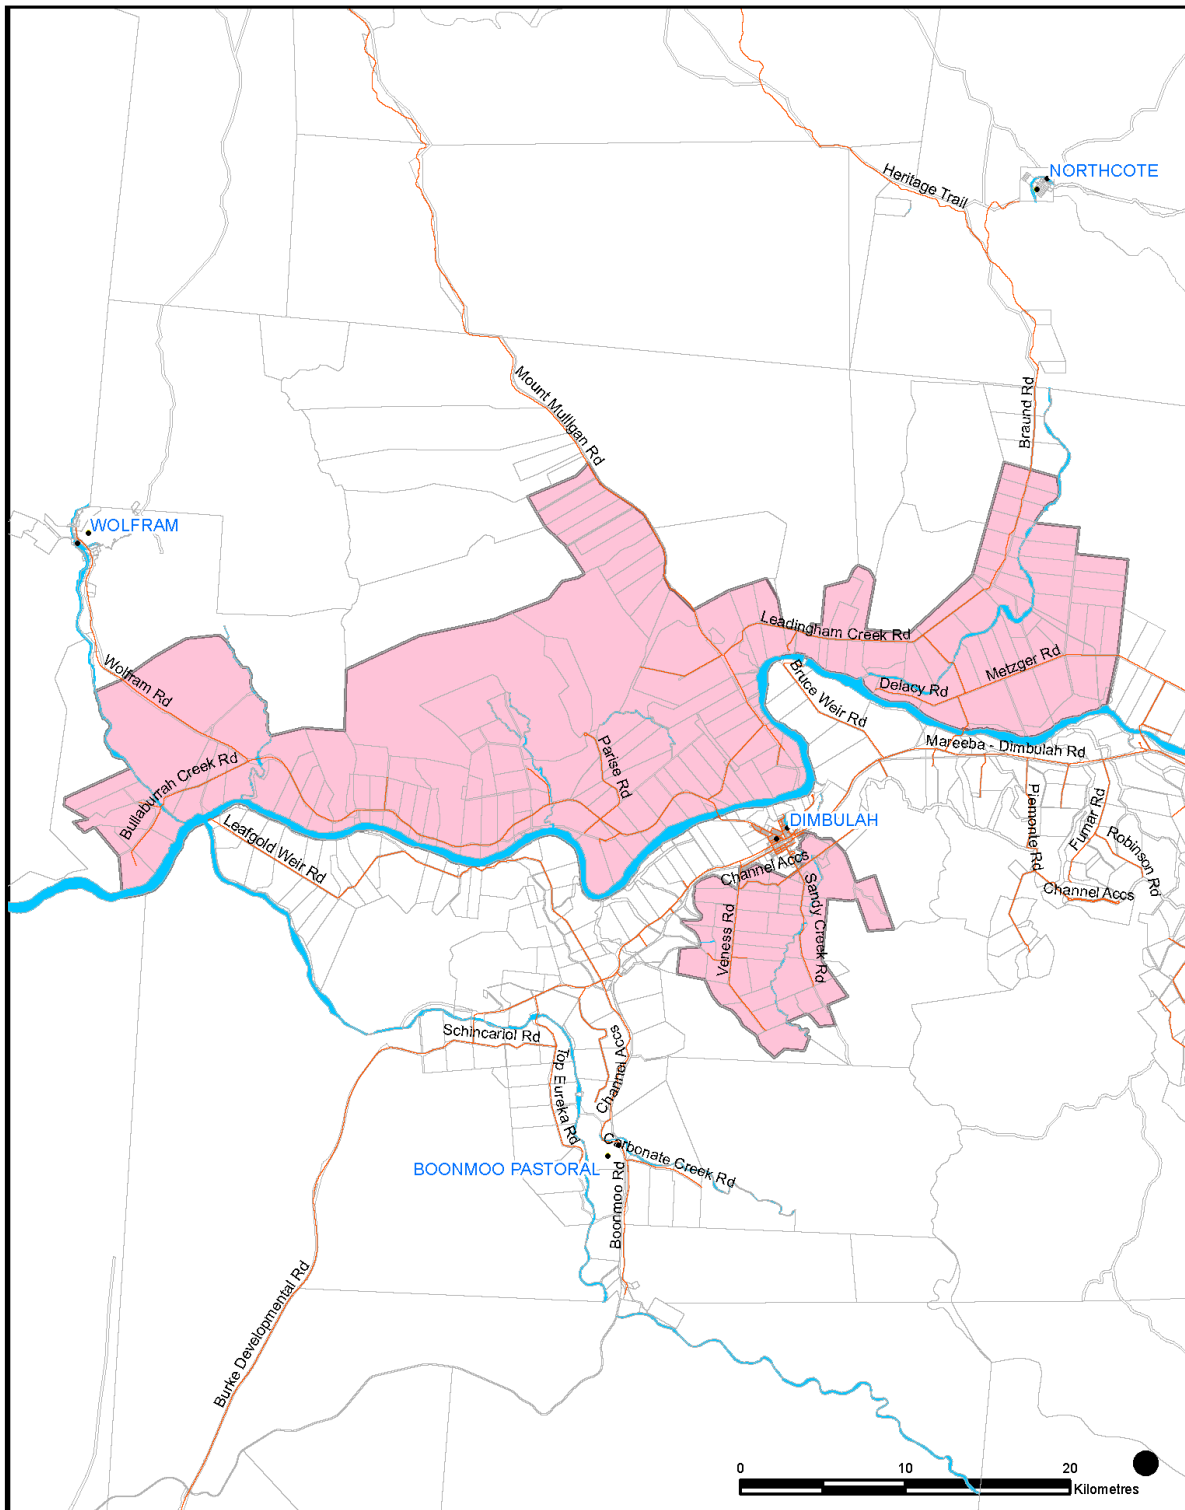 NORTHCOTE
Heritage Trail
Braund Rd
Mount Mulligan Rd
WOLFRAM
Leadingham Creek Rd
Wolfram Rd
Metzger Rd
Delacy Rd
Bruce Weir Rd
Mareeba - Dimbulah Rd
Parise Rd
Bullaburrah Creek Rd
Leafgold Weir Rd
DIMBULAH
Piemonte Rd
Fumar Rd
Robinson Rd
Channel Accs
Channel Accs
Veness Rd
Sandy Creek Rd
Schincariol Rd
Top Eureka Rd
Channel Accs
Carbonate Creek Rd
BOONMOO PASTORAL
Boonmoo Rd
Burke Developmental Rd
0 10 20
Kilometres